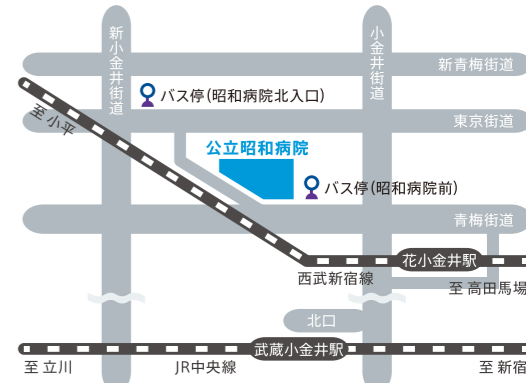 新小金井街道
小金井街道
新青梅街道
バス停(昭和病院北入口)
至 小平
東京街道
公立昭和病院
バス停(昭和病院前)
青梅街道
花小金井駅
西武新宿線
至 高田馬場
北口
武蔵小金井駅
至 立川
JR中央線
至 新宿